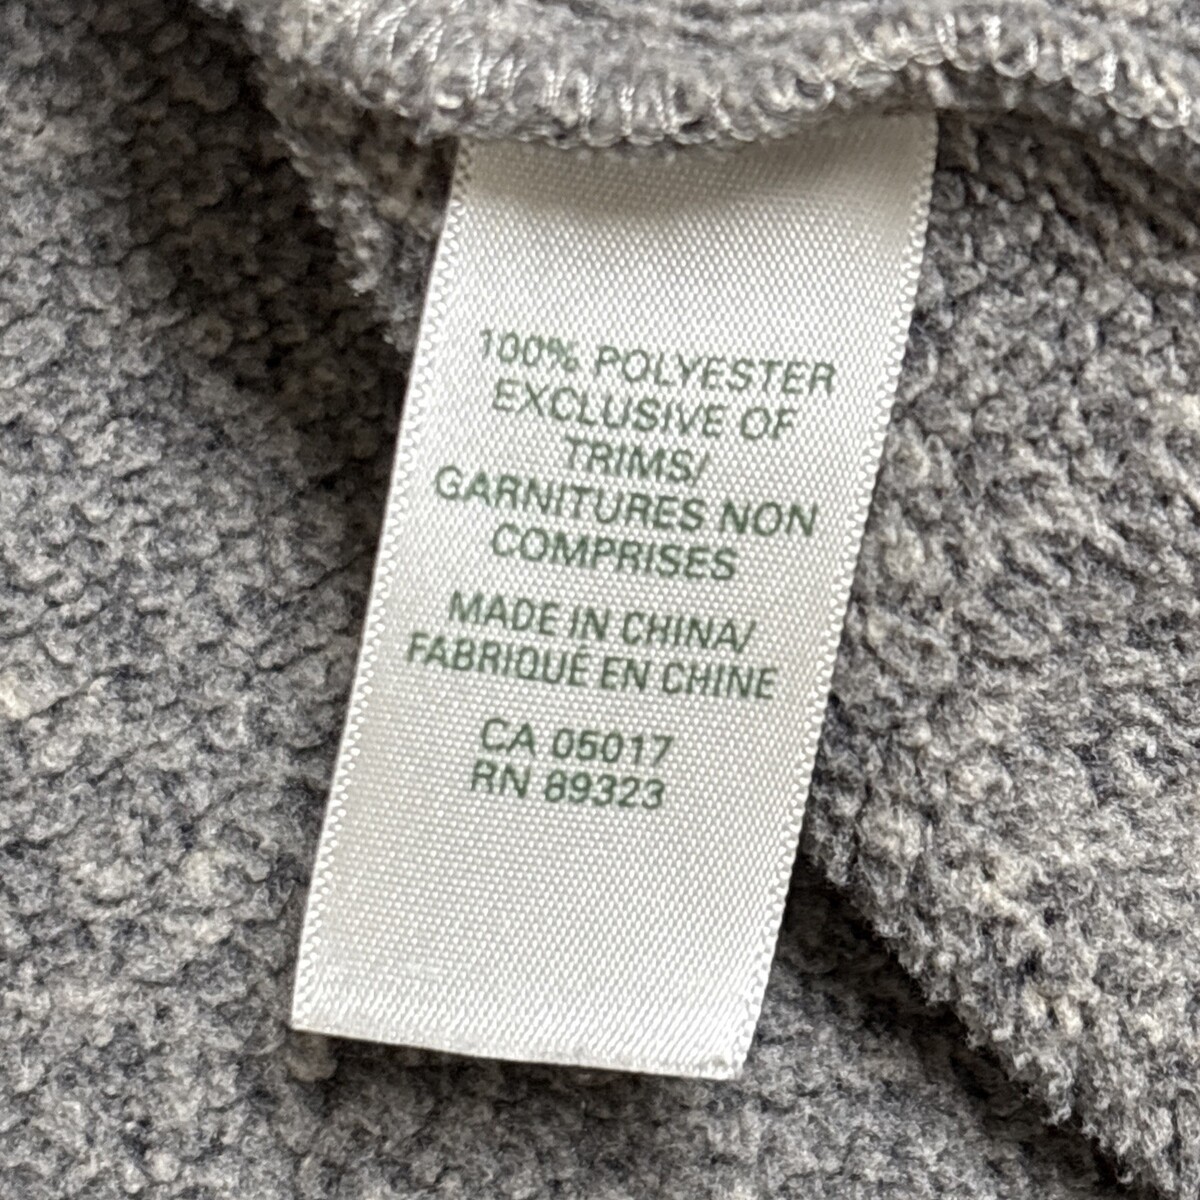 100% POLYESTER
EXCLUSIVE OF
TRIMS/
GARNITURES NON
COMPRISES
MADE IN CHINA/
FABRIQUÉ EN CHINE
CA 05017
RN 89323